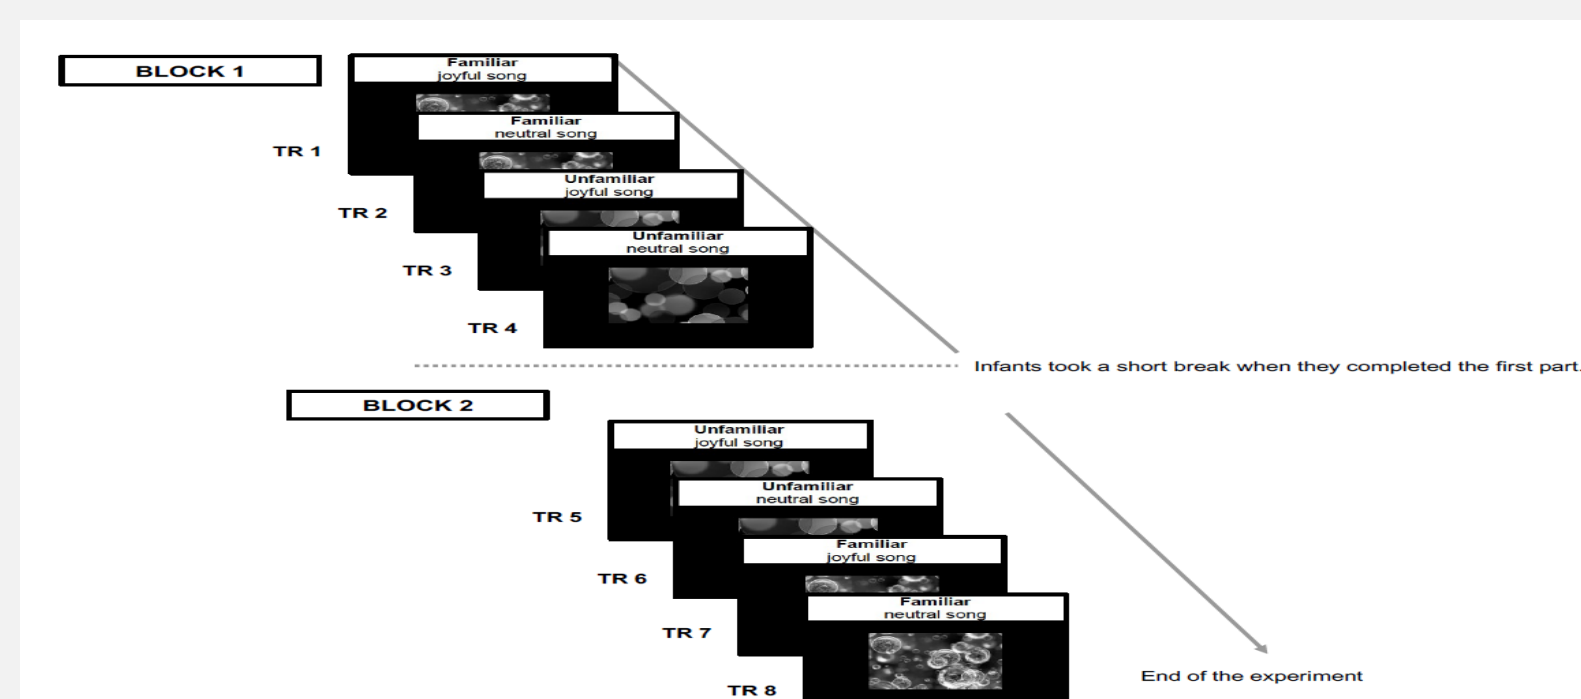 BLOCK 1
Familiar
joyful song
TR 1
Familiar
neutral song
TR 2
Unfamiliar
joyful song
TR 3
Unfamiliar
neutral song
TR 4
Infants took a short break when they completed the first part.
BLOCK 2
Unfamiliar
joyful song
TR 5
Unfamiliar
neutral song
TR 6
Familiar
joyful song
TR 7
Familiar
neutral song
TR 8
End of the experiment